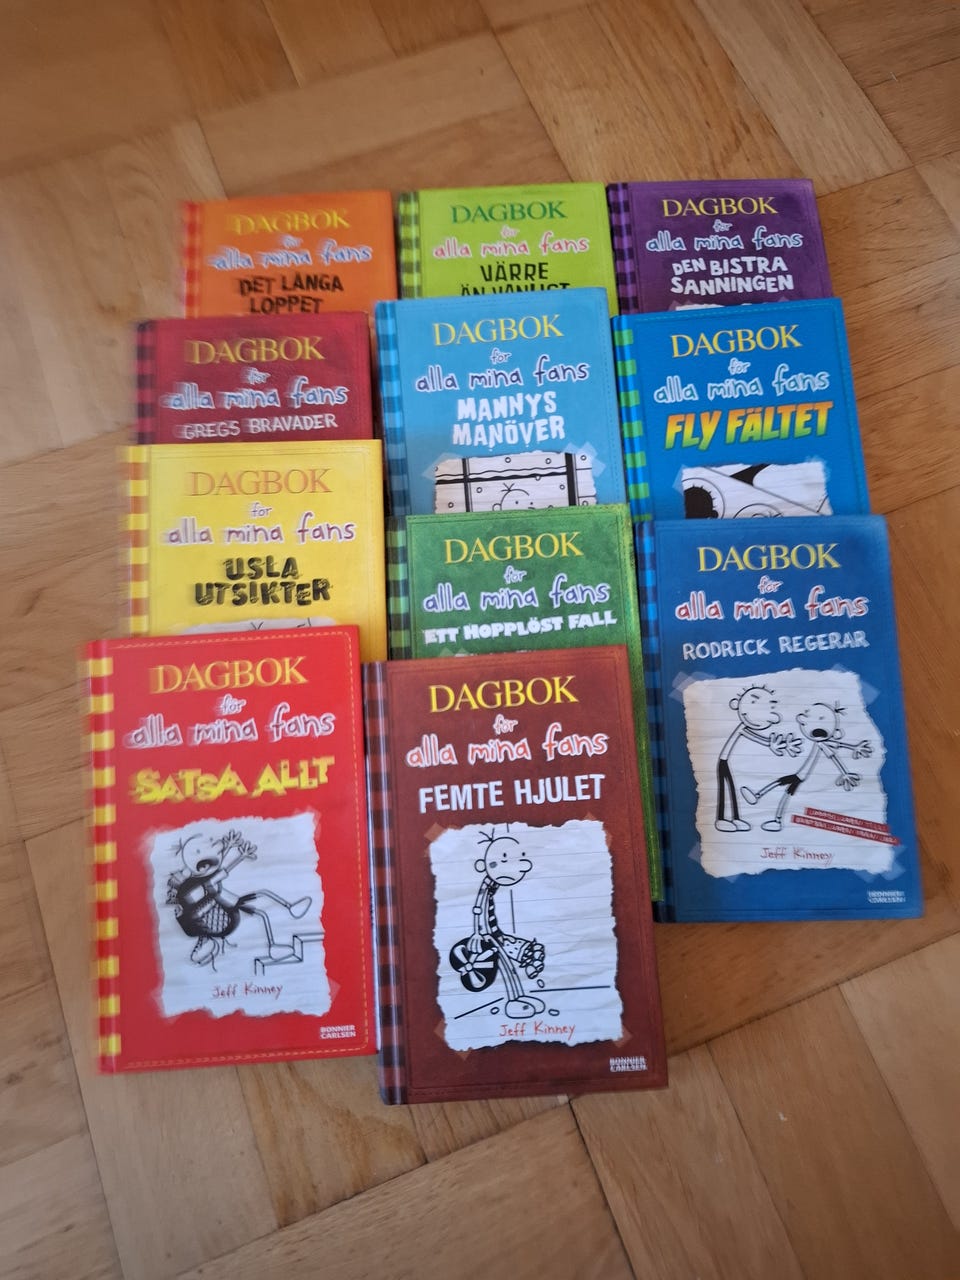 DAGBOK
för
alla mina fans
DET LÅNGA
LOPPET
DAGBOK
för
alla mina fans
VÄRRE
ÄN VANLIGT
DAGBOK
för
alla mina fans
DEN BISTRA
SANNINGEN
DAGBOK
för
alla mina fans
GREGS BRAVADER
DAGBOK
för
alla mina fans
MANNYS
MANÖVER
DAGBOK
för
alla mina fans
FLY FÄLTET
DAGBOK
för
alla mina fans
USLA
UTSIKTER
DAGBOK
för
alla mina fans
ETT HOPPLÖST FALL
DAGBOK
för
alla mina fans
RODRICK REGERAR
Jeff Kinney
BONNIER
CARLSEN
DAGBOK
för
alla mina fans
SATSA ALLT
Jeff Kinney
BONNIER
CARLSEN
DAGBOK
för
alla mina fans
FEMTE HJULET
Jeff Kinney
BONNIER
CARLSEN